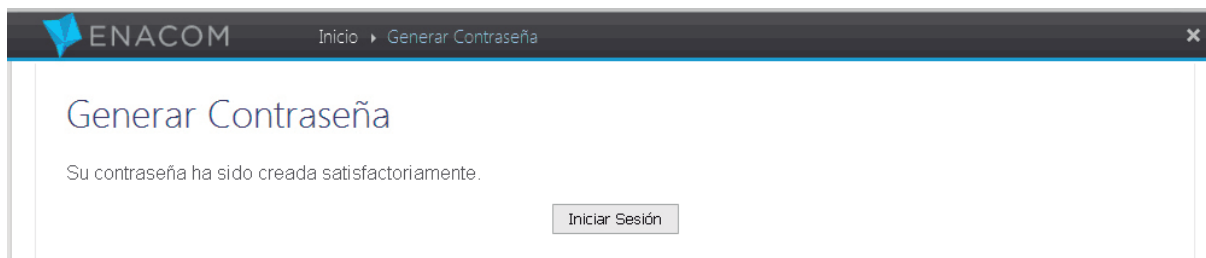 ENACOM Inicio ▸ Generar Contraseña
Generar Contraseña
Su contraseña ha sido creada satisfactoriamente.
Iniciar Sesión